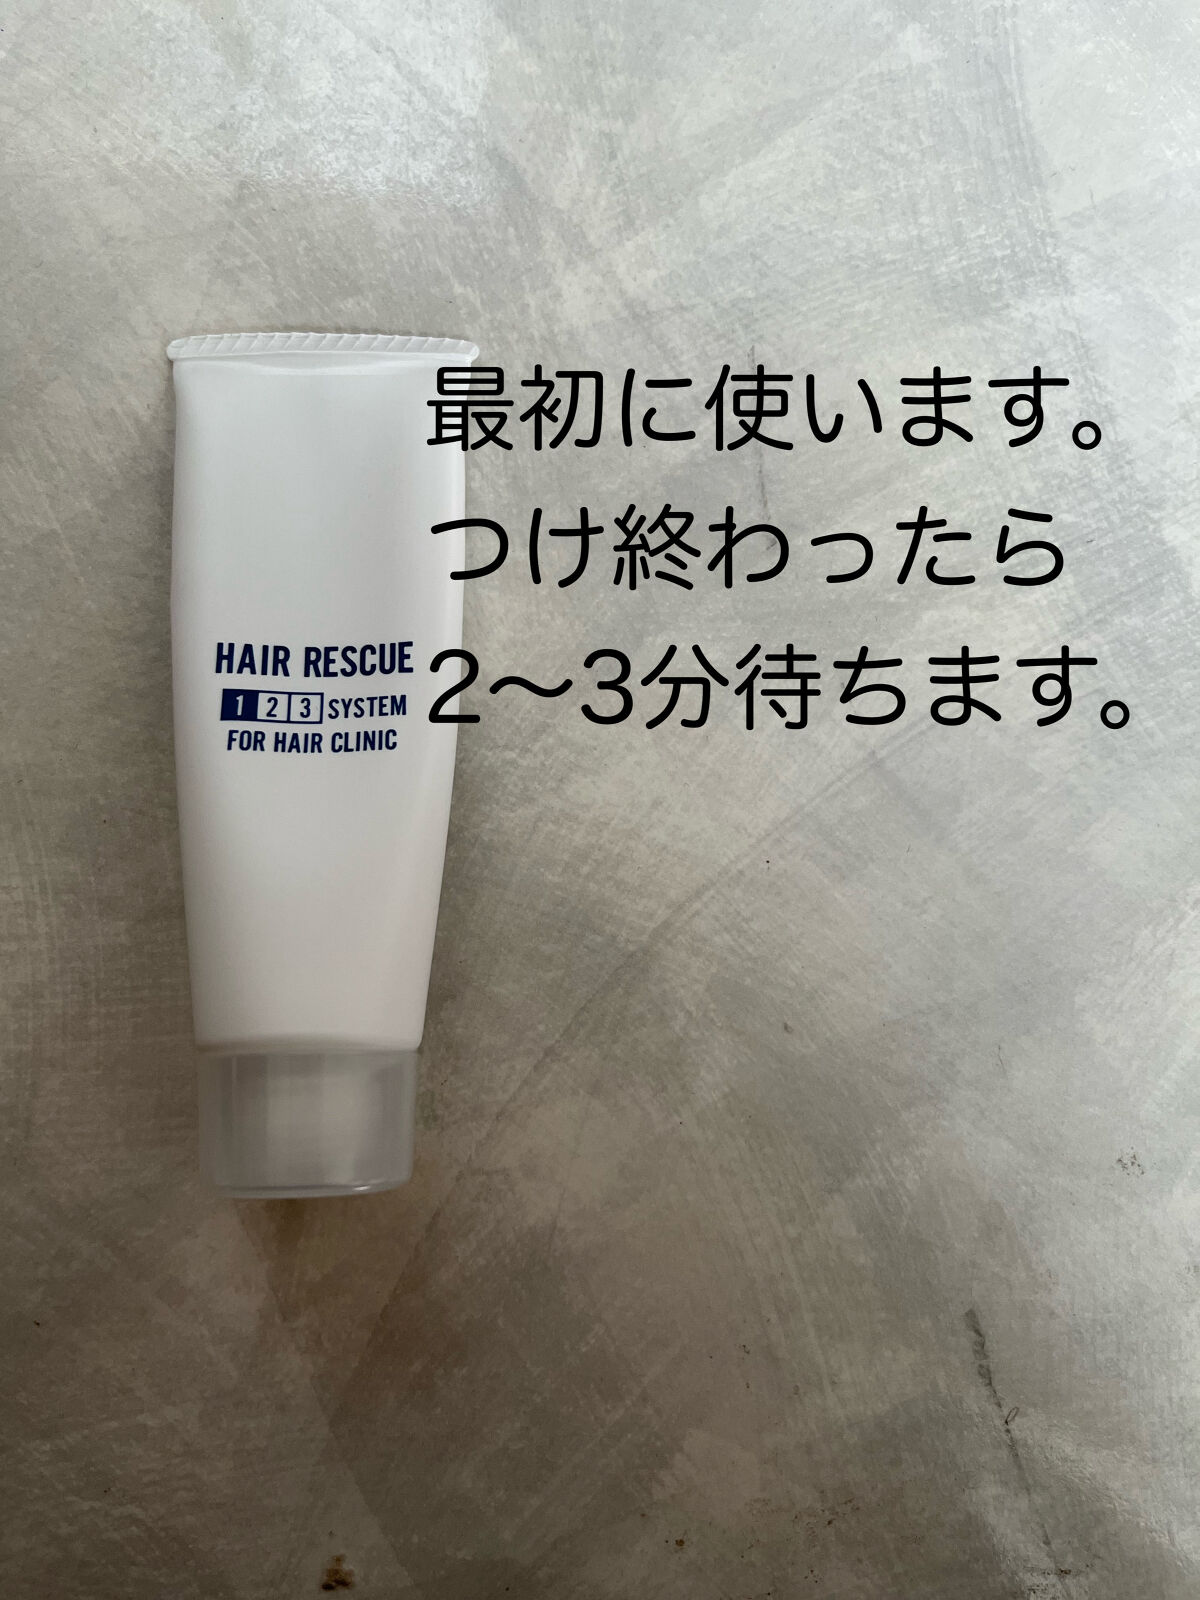 最初に使います。
つけ終わったら
2〜3分待ちます。
HAIR RESCUE
1 2 3 SYSTEM
FOR HAIR CLINIC